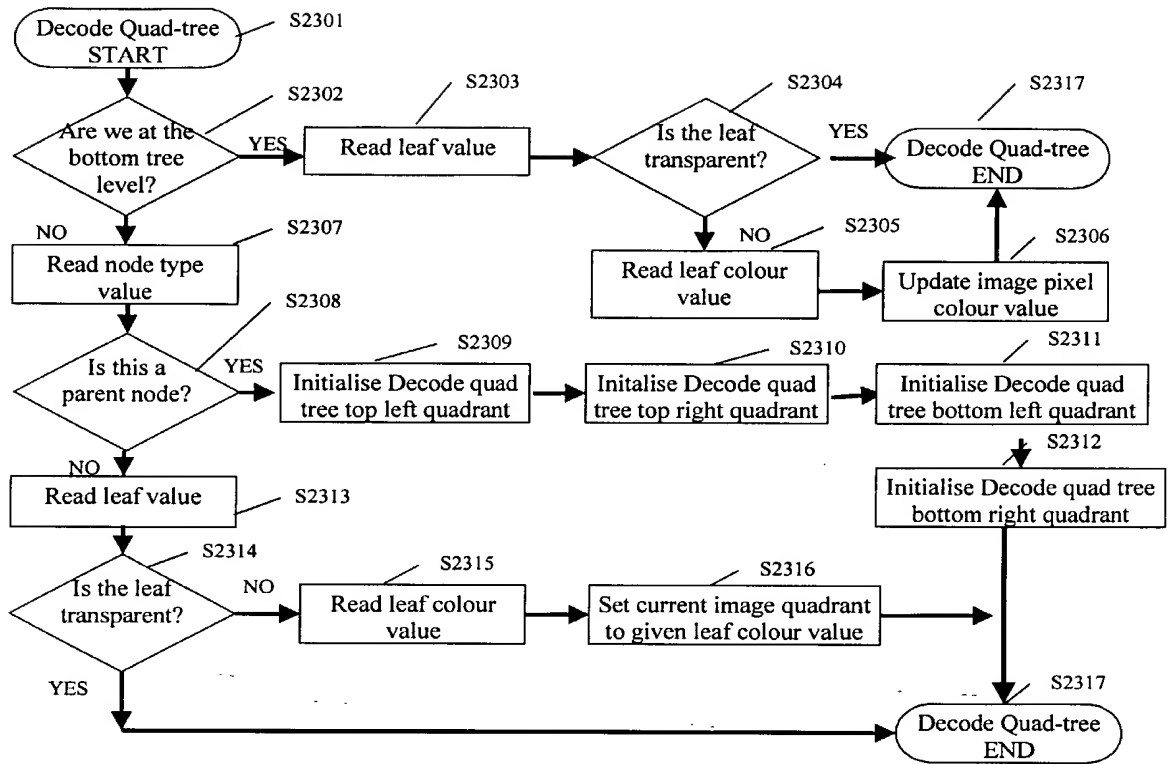 Decode Quad-tree
START
S2301
Are we at the
bottom tree
level?
S2302
YES
Read leaf value
S2303
Is the leaf
transparent?
S2304
YES
Decode Quad-tree
END
S2317
NO
Read leaf colour
value
S2305
Update image pixel
colour value
S2306
NO
Read node type
value
S2307
Is this a
parent node?
S2308
YES
Initialise Decode quad
tree top left quadrant
S2309
Initalise Decode quad
tree top right quadrant
S2310
Initialise Decode quad
tree bottom left quadrant
S2311
S2312
Initialise Decode quad tree
bottom right quadrant
NO
Read leaf value
S2313
Is the leaf
transparent?
S2314
NO
Read leaf colour
value
S2315
Set current image quadrant
to given leaf colour value
S2316
YES
S2317
Decode Quad-tree
END